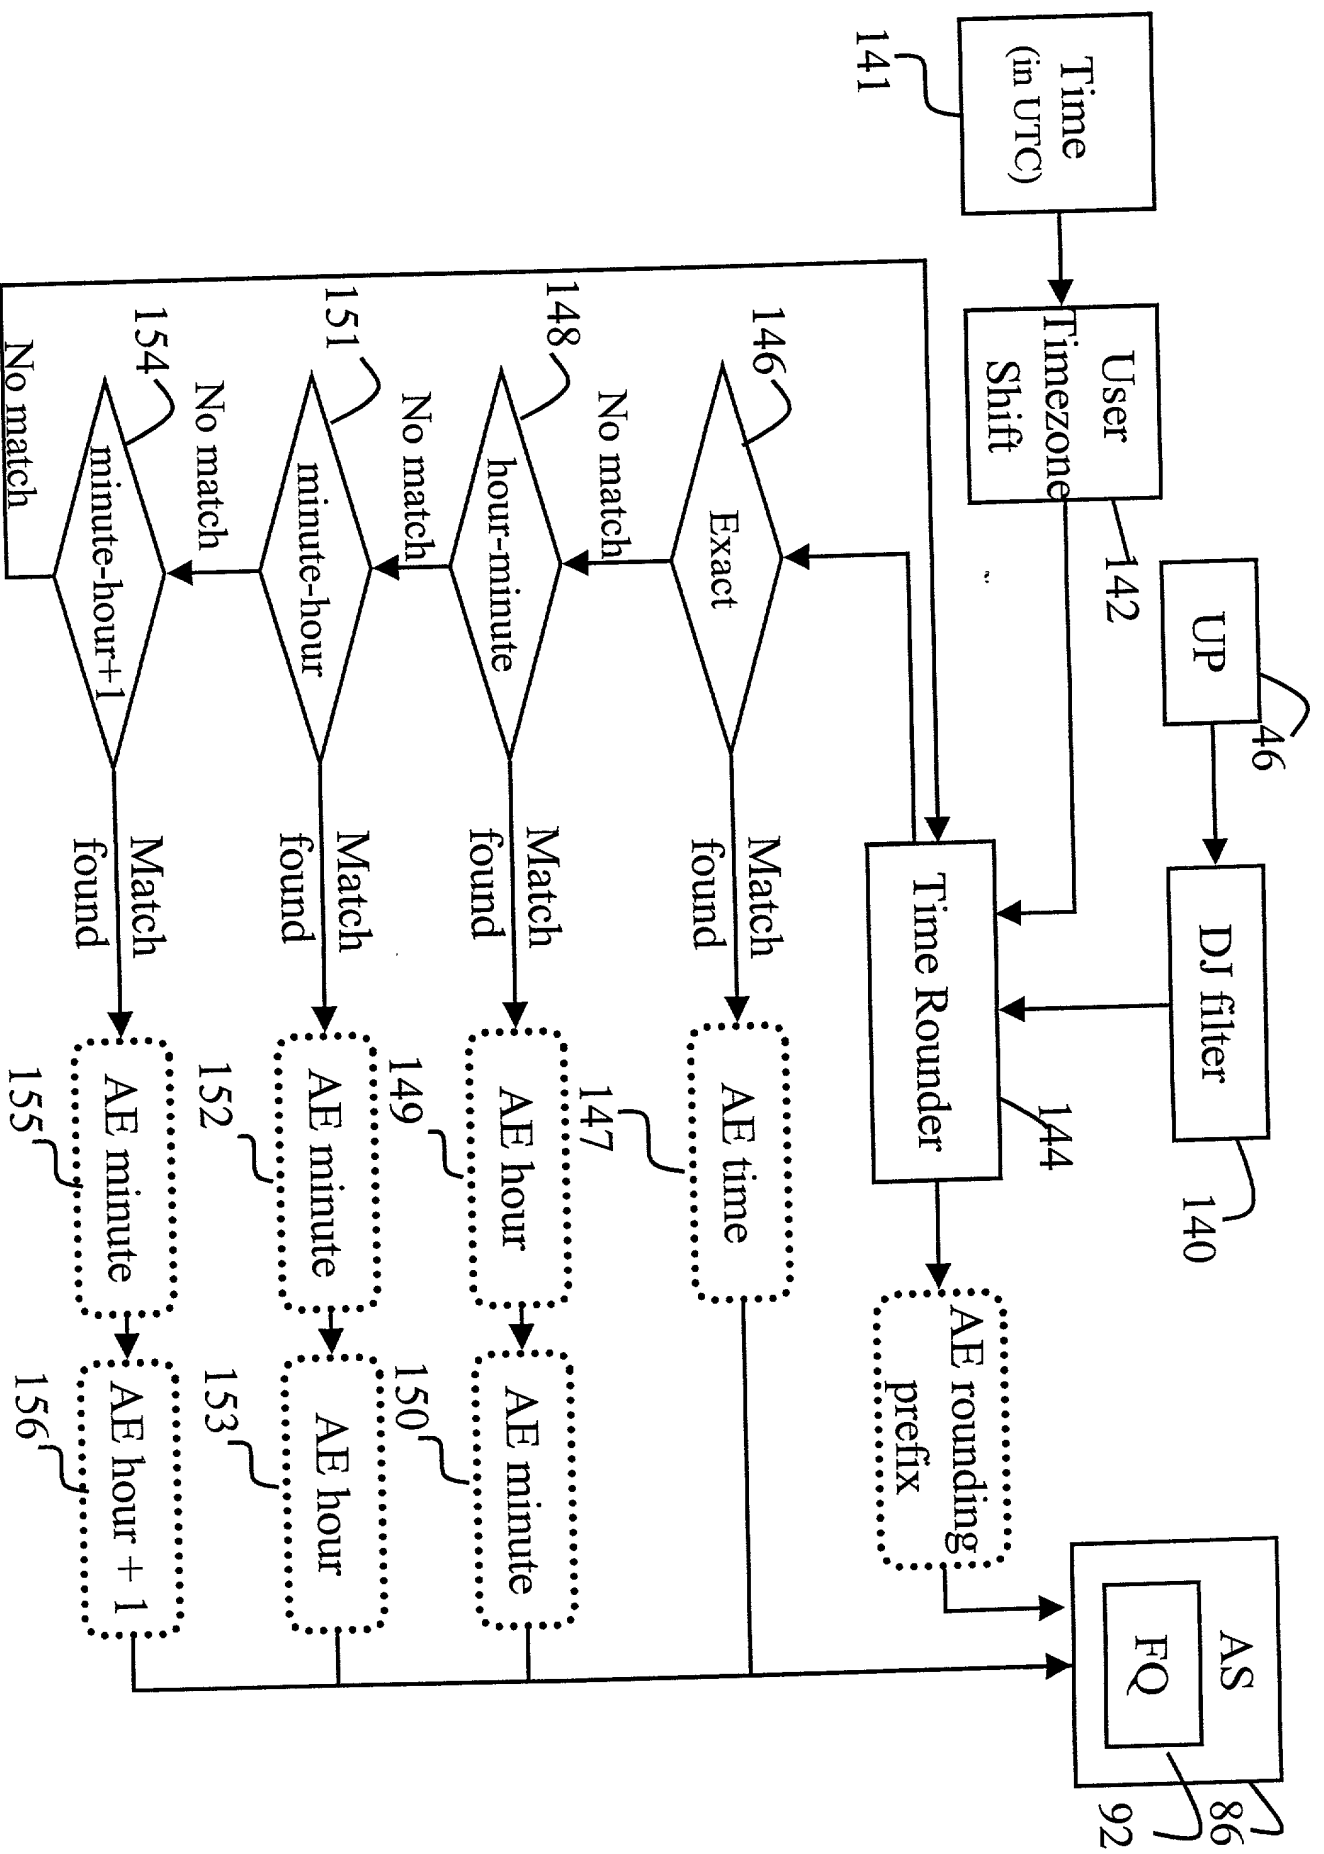 Time
(in UTC)
141
User
Timezone
Shift
142
UP
46
DJ filter
140
Time Rounder
144
AE rounding
prefix
AS
FQ
86
92
146
Exact
No match
Match
found
AE time
147
148
hour-minute
No match
Match
found
AE hour
149
AE minute
150
151
minute-hour
No match
Match
found
AE minute
152
AE hour
153
154
minute-hour+1
No match
Match
found
AE minute
155
AE hour + 1
156